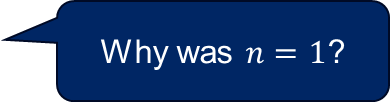 Why was n = 1?